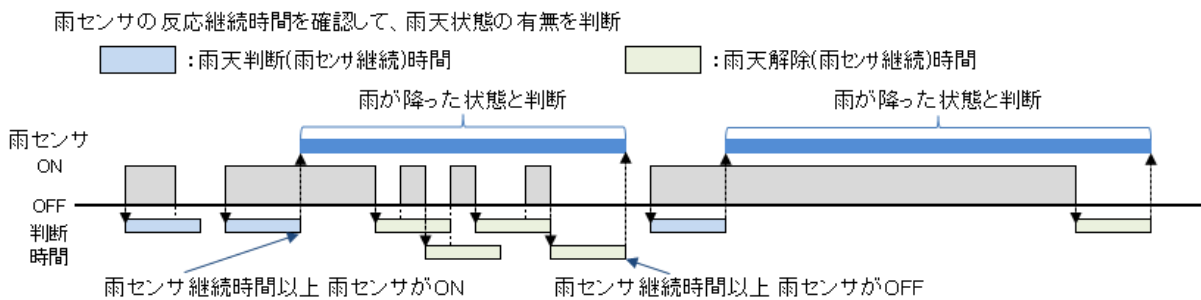 雨センサの反応継続時間を確認して、雨天状態の有無を判断
：雨天判断(雨センサ継続)時間 ：雨天解除(雨センサ継続)時間
雨が降った状態と判断 雨が降った状態と判断
雨センサ
ON
OFF
判断
時間
雨センサ継続時間以上 雨センサがON 雨センサ継続時間以上 雨センサがOFF